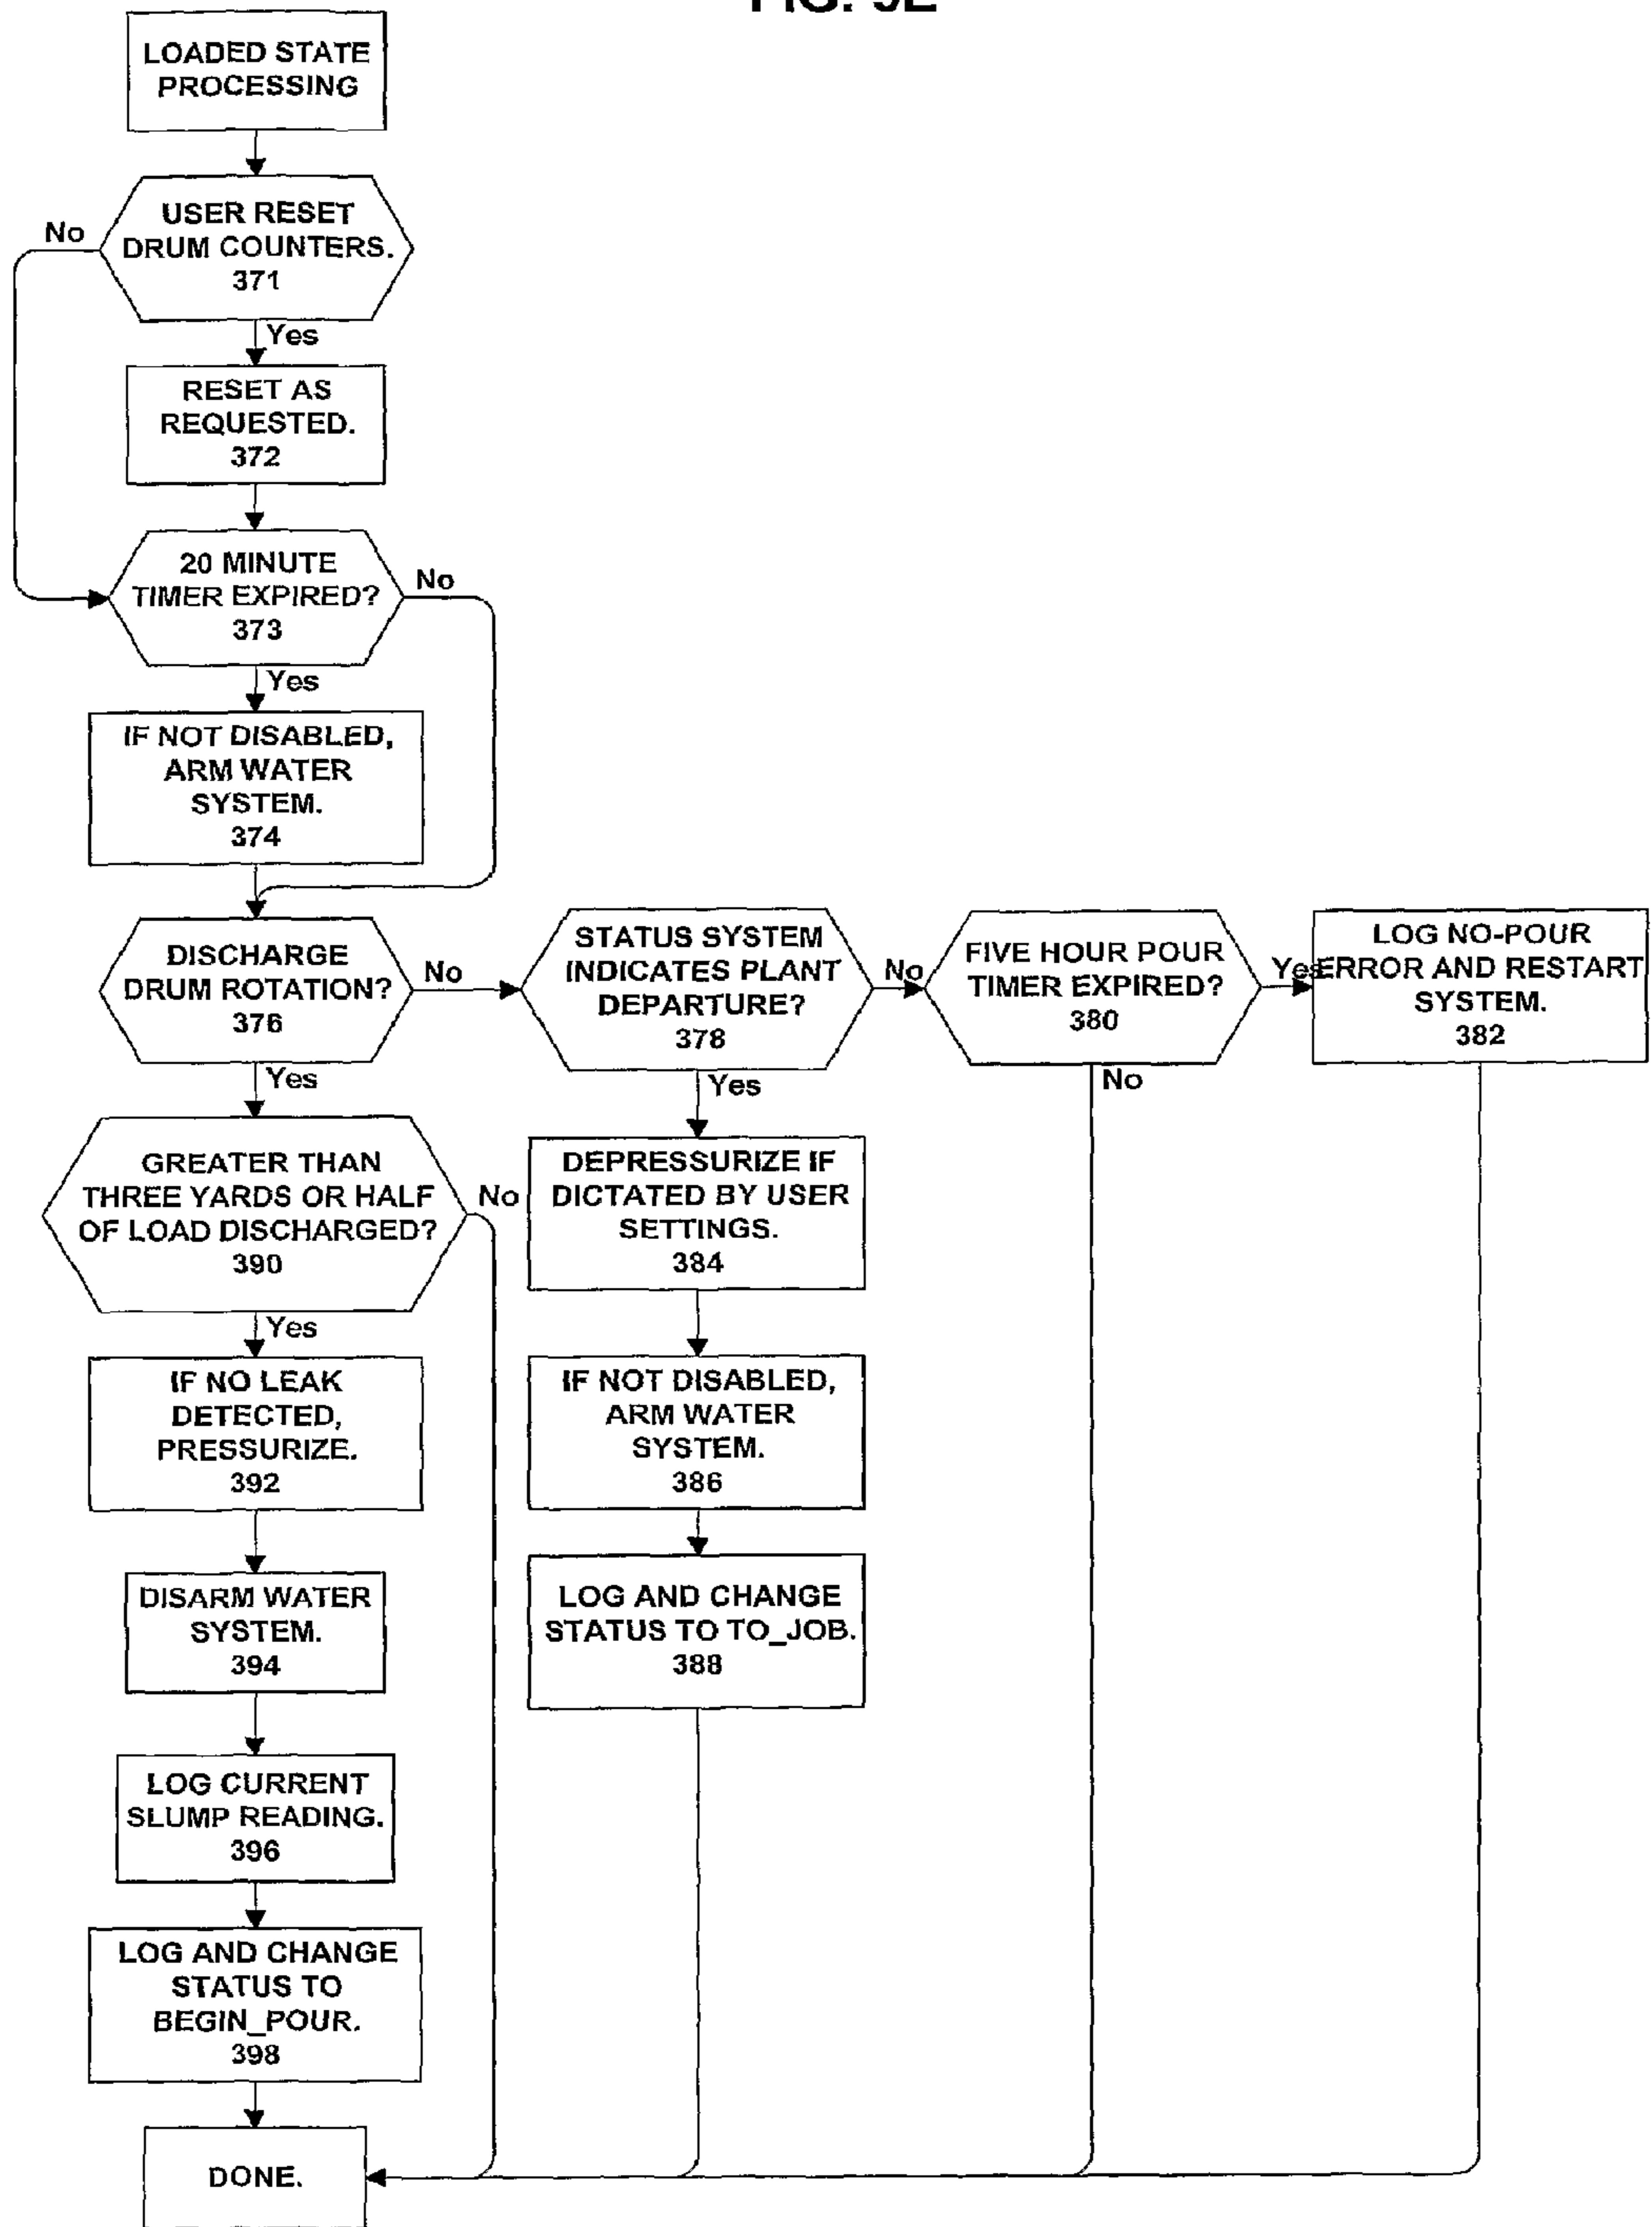 LOADED STATE
PROCESSING
USER RESET
DRUM COUNTERS.
371
No
Yes
RESET AS
REQUESTED.
372
20 MINUTE
TIMER EXPIRED?
373
No
Yes
IF NOT DISABLED,
ARM WATER
SYSTEM.
374
DISCHARGE
DRUM ROTATION?
376
No
Yes
STATUS SYSTEM
INDICATES PLANT
DEPARTURE?
378
No
Yes
FIVE HOUR POUR
TIMER EXPIRED?
380
Yes
No
LOG NO-POUR
ERROR AND RESTART
SYSTEM.
382
GREATER THAN
THREE YARDS OR HALF
OF LOAD DISCHARGED?
390
No
Yes
DEPRESSURIZE IF
DICTATED BY USER
SETTINGS.
384
IF NO LEAK
DETECTED,
PRESSURIZE.
392
IF NOT DISABLED,
ARM WATER
SYSTEM.
386
DISARM WATER
SYSTEM.
394
LOG AND CHANGE
STATUS TO TO_JOB.
388
LOG CURRENT
SLUMP READING.
396
LOG AND CHANGE
STATUS TO
BEGIN_POUR.
398
DONE.